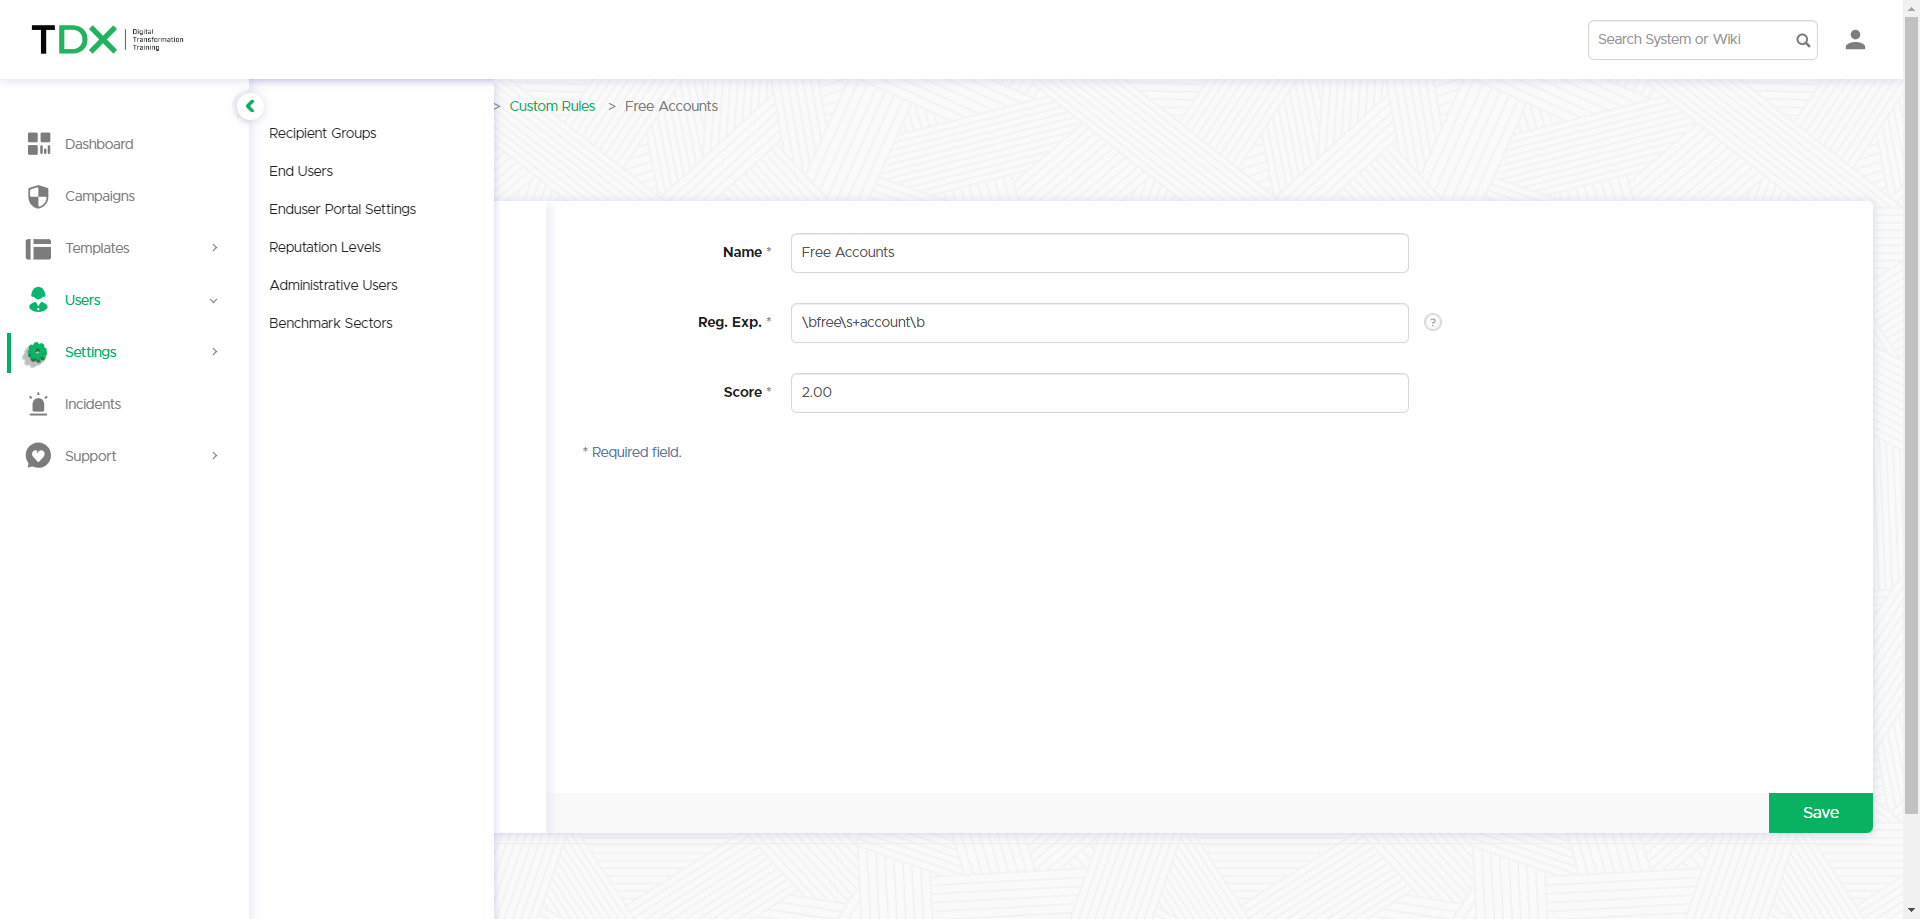 TDX
Digital
Transformation
Training
Search System or Wiki
> Custom Rules > Free Accounts
Dashboard
Campaigns
Templates
Users
Settings
Incidents
Support
Recipient Groups
End Users
Enduser Portal Settings
Reputation Levels
Administrative Users
Benchmark Sectors
Name * Free Accounts
Reg. Exp. * \bfree\s+account\b ?
Score * 2.00
* Required field.
Save